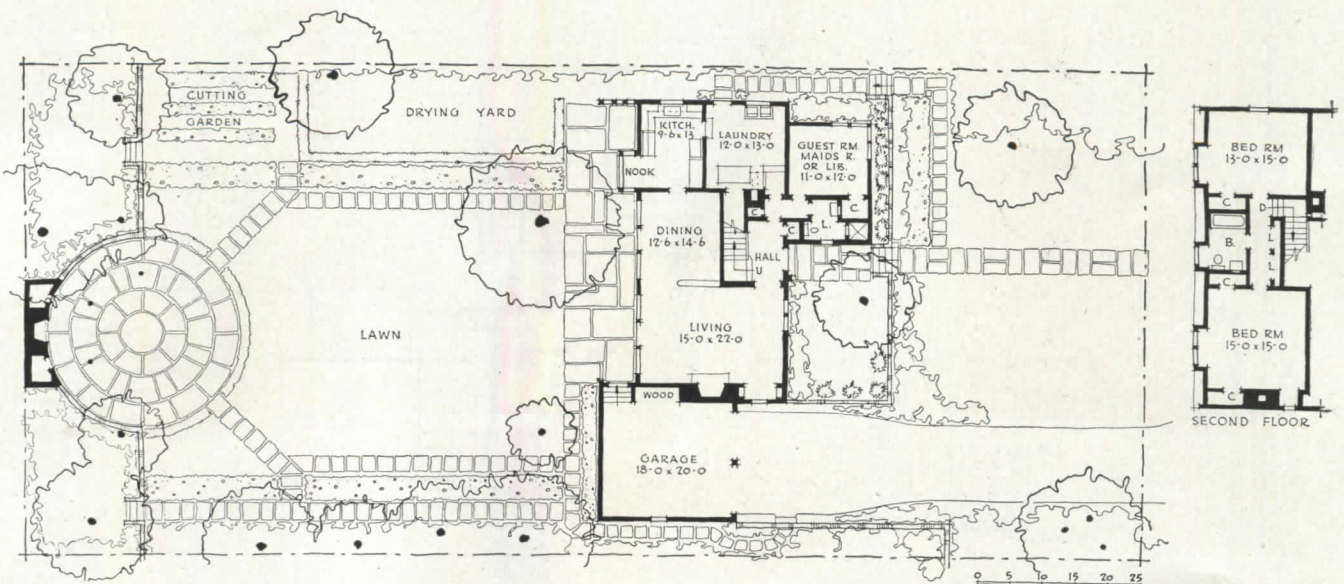 CUTTING
GARDEN
DRYING YARD
KITCH.
9-6 x 13
NOOK
LAUNDRY
12-0 x 13-0
GUEST RM.
MAIDS R.
OR LIB.
11-0 x 12-0
C
C
C
L.
DINING
12-6 x 14-6
HALL
U
LAWN
LIVING
15-0 x 22-0
WOOD
GARAGE
18-0 x 20-0
BED RM
13-0 x 15-0
C
D
B.
L
L
L
C
BED RM
15-0 x 15-0
C
SECOND FLOOR
0 5 10 15 20 25